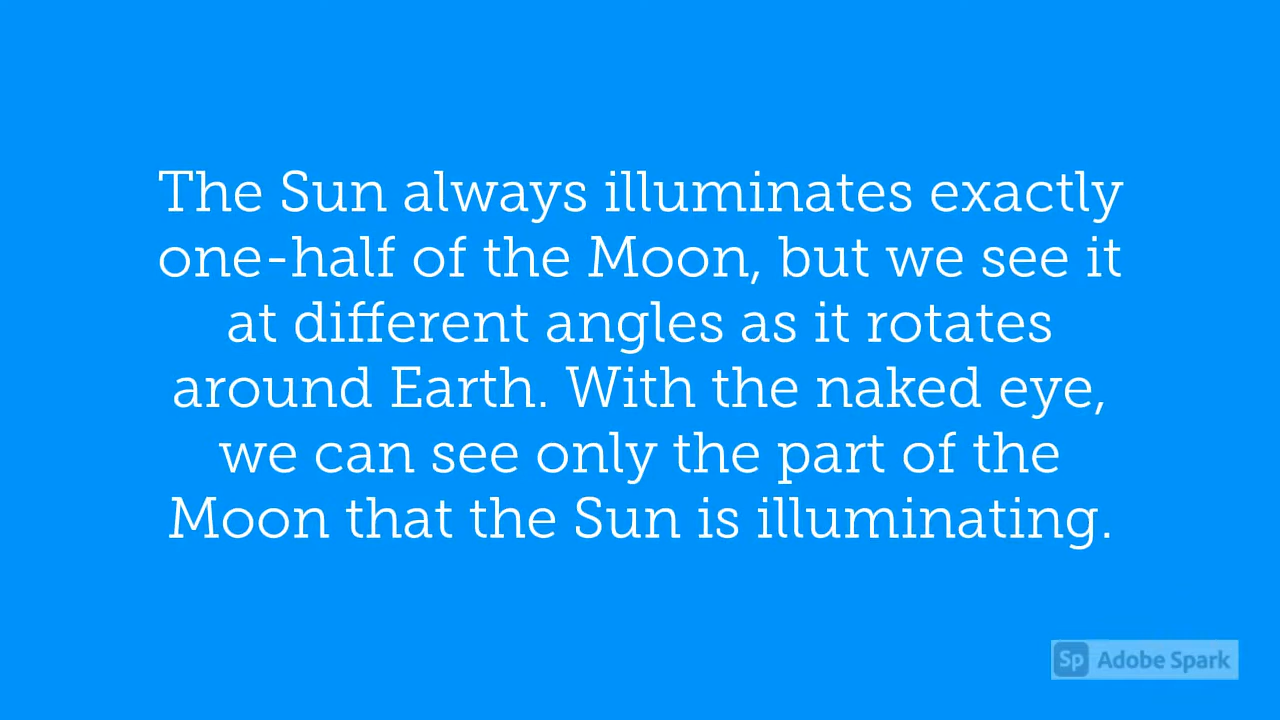 The Sun always illuminates exactly
one-half of the Moon, but we see it
at different angles as it rotates
around Earth. With the naked eye,
we can see only the part of the
Moon that the Sun is illuminating.
Sp Adobe Spark